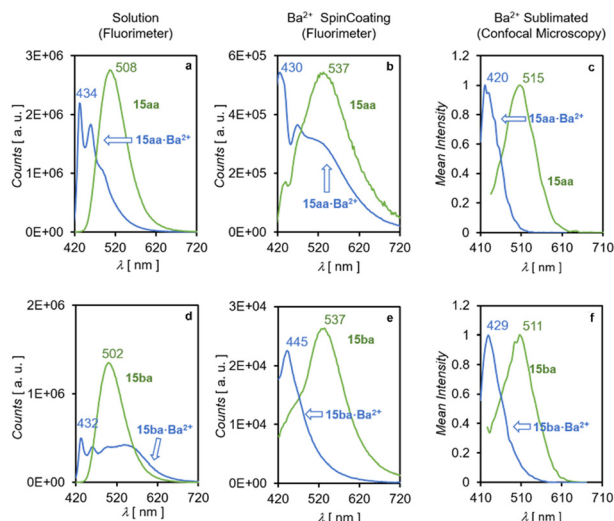 Solution
(Fluorimeter)
Ba²⁺ SpinCoating
(Fluorimeter)
Ba²⁺ Sublimated
(Confocal Microscopy)
a
3E+06
2E+06
1E+06
0E+00
Counts [ a. u. ]
434
508
15aa
15aa·Ba²⁺
420 520 620 720
λ [ nm ]
b
6E+05
5E+05
3E+05
2E+05
0E+00
Counts [ a. u. ]
430
537
15aa
15aa·Ba²⁺
420 520 620 720
λ [ nm ]
c
1.2
1
0.8
0.6
0.4
0.2
0
Mean Intensity
420
515
15aa·Ba²⁺
15aa
410 510 610 710
λ [ nm ]
d
2E+06
1E+06
0E+00
Counts [ a. u. ]
502
432
15ba
15ba·Ba²⁺
420 520 620 720
λ [ nm ]
e
3E+04
2E+04
1E+04
0E+00
Counts [ a. u. ]
537
445
15ba
15ba·Ba²⁺
420 520 620 720
λ [ nm ]
f
1.2
1
0.8
0.6
0.4
0.2
0
Mean Intensity
429
511
15ba
15ba·Ba²⁺
410 510 610 710
λ [ nm ]